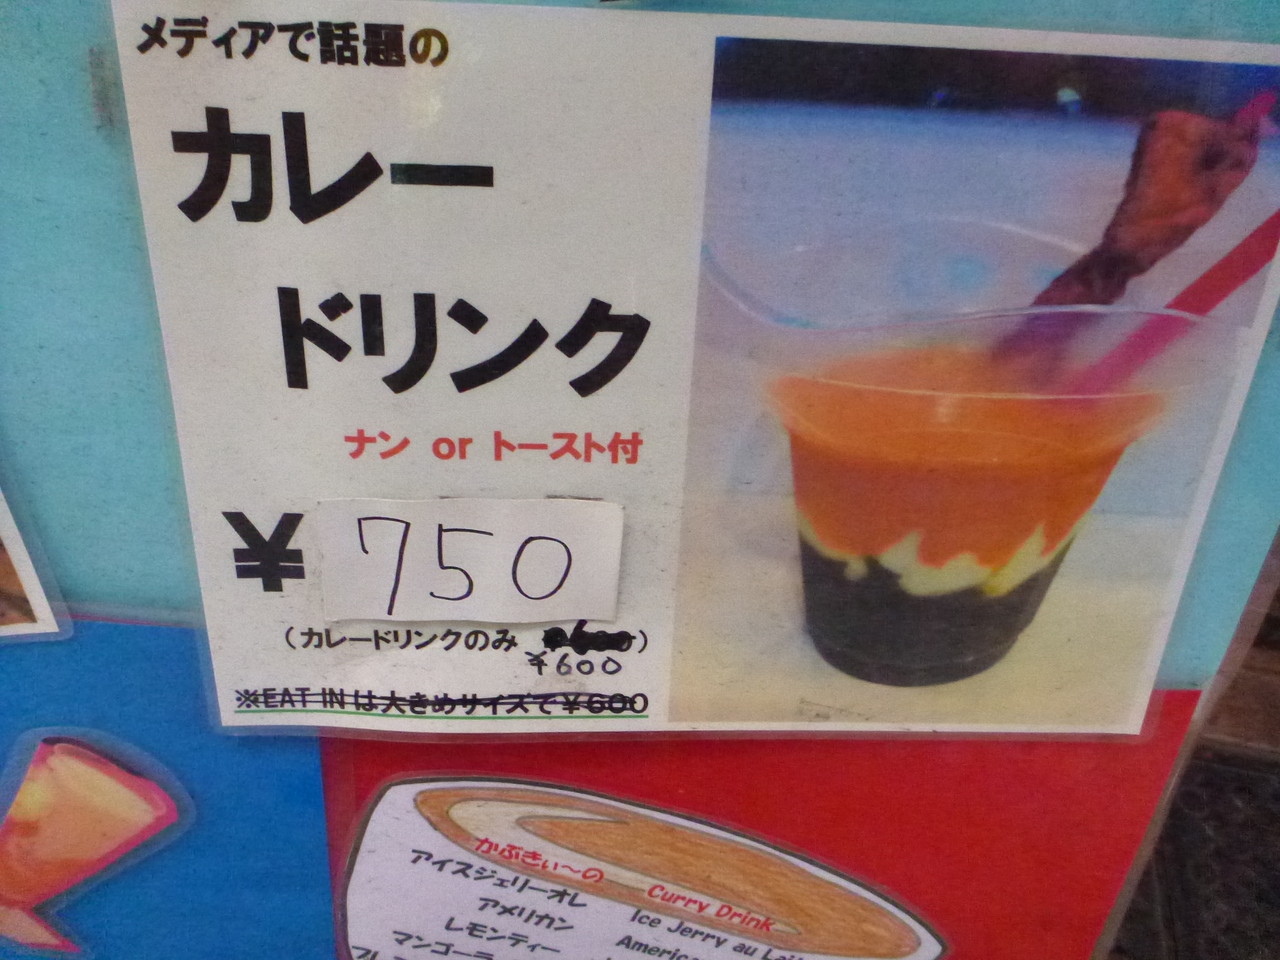 メディアで話題の
カレー
ドリンク
ナン or トースト付
¥ 750
（カレードリンクのみ
¥600
※EAT INは大きめサイズで¥600
かぶきぃ〜の Curry Drink
アイスジェリーオレ Ice Jerry au
アメリカン
レモンティー
マンゴーラ